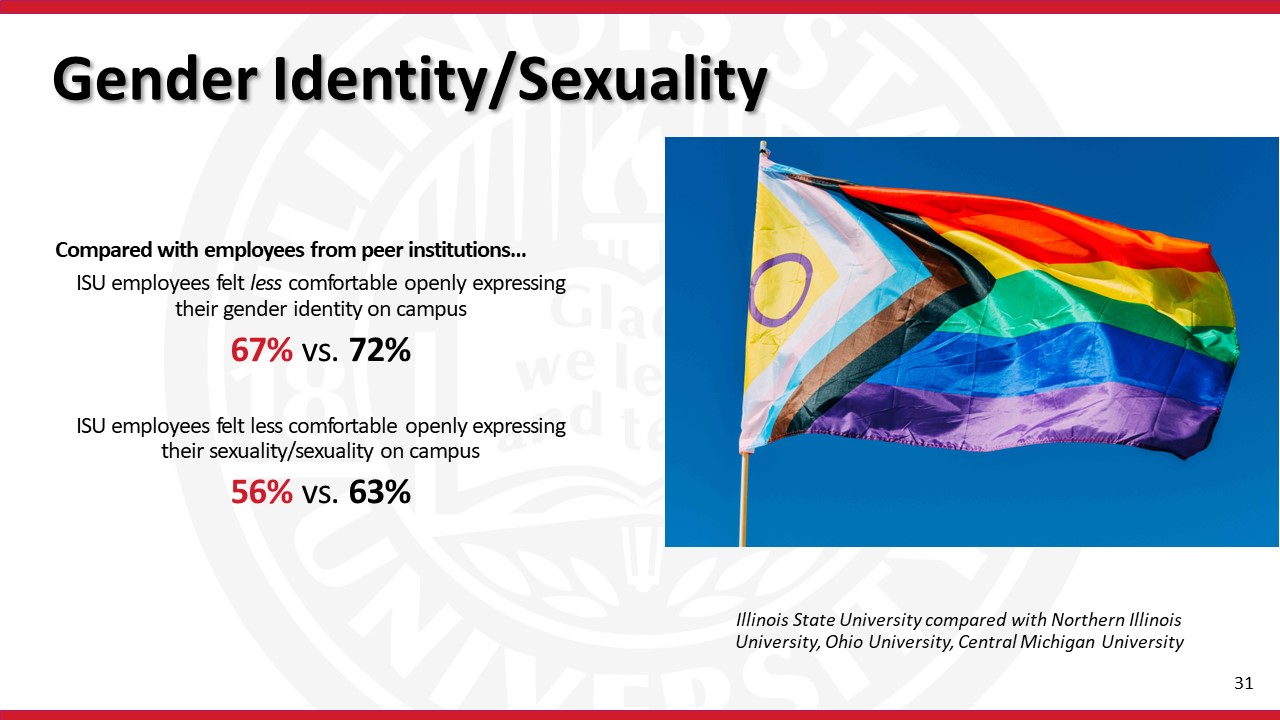 Gender Identity/Sexuality
Compared with employees from peer institutions...
ISU employees felt less comfortable openly expressing
their gender identity on campus
67% vs. 72%
ISU employees felt less comfortable openly expressing
their sexuality/sexuality on campus
56% vs. 63%
Illinois State University compared with Northern Illinois
University, Ohio University, Central Michigan University
31